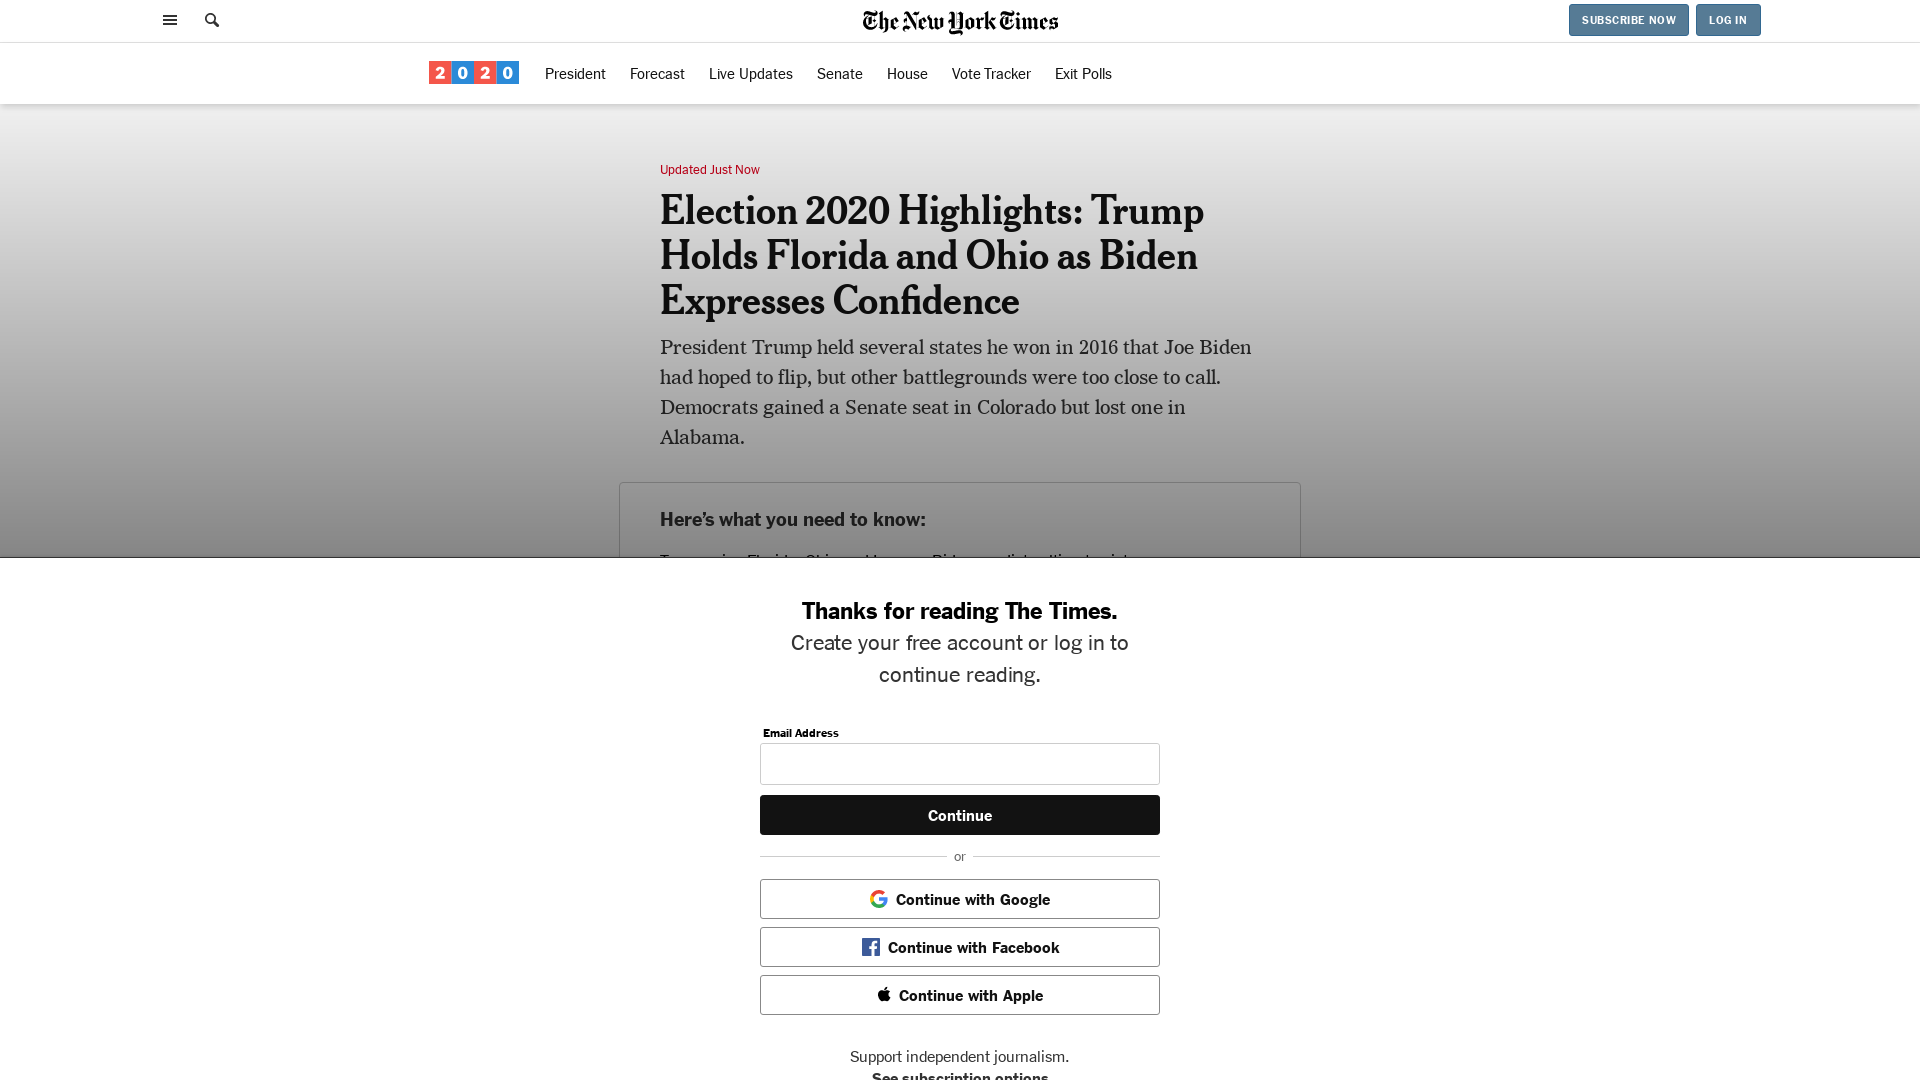 The New York Times
SUBSCRIBE NOW
LOG IN
2020
President
Forecast
Live Updates
Senate
House
Vote Tracker
Exit Polls
Updated Just Now
Election 2020 Highlights: Trump
Holds Florida and Ohio as Biden
Expresses Confidence
President Trump held several states he won in 2016 that Joe Biden
had hoped to flip, but other battlegrounds were too close to call.
Democrats gained a Senate seat in Colorado but lost one in
Alabama.
Here’s what you need to know:
Thanks for reading The Times.
Create your free account or log in to
continue reading.
Email Address
Continue
or
Continue with Google
Continue with Facebook
Continue with Apple
Support independent journalism.
See subscription options